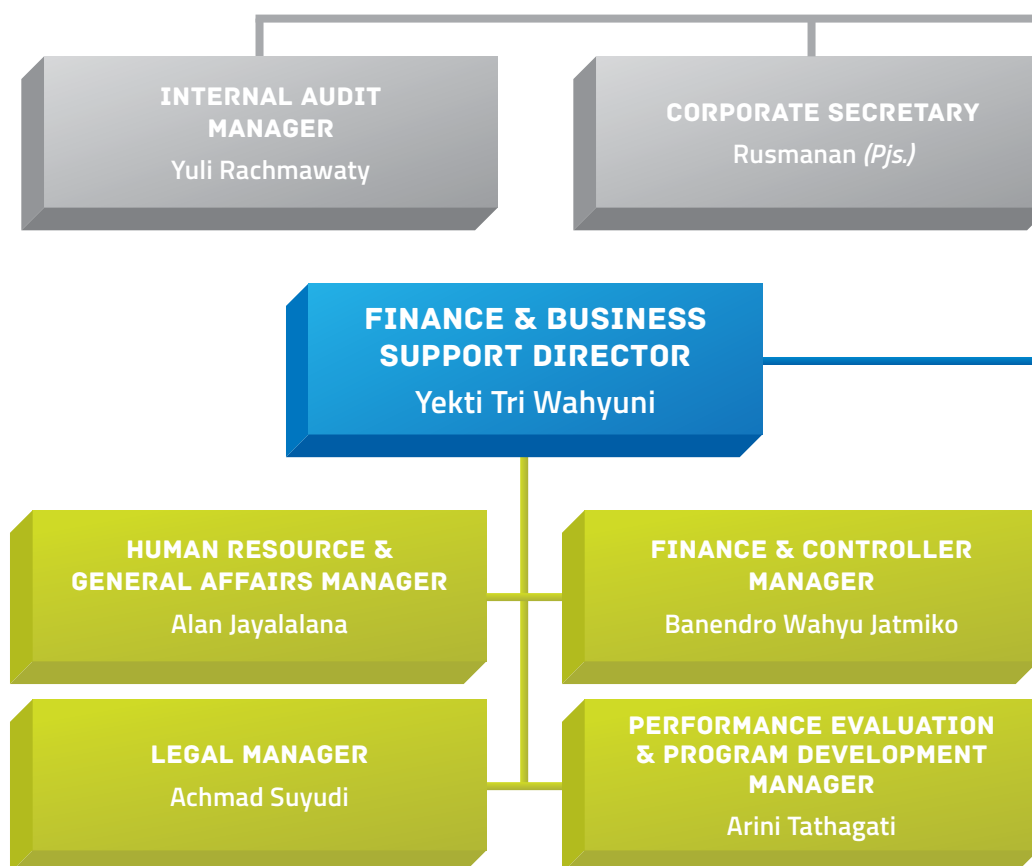 INTERNAL AUDIT
MANAGER
Yuli Rachmawaty
CORPORATE SECRETARY
Rusmanan (Pjs.)
FINANCE & BUSINESS
SUPPORT DIRECTOR
Yekti Tri Wahyuni
HUMAN RESOURCE &
GENERAL AFFAIRS MANAGER
Alan Jayalalana
FINANCE & CONTROLLER
MANAGER
Banendro Wahyu Jatmiko
LEGAL MANAGER
Achmad Suyudi
PERFORMANCE EVALUATION
& PROGRAM DEVELOPMENT
MANAGER
Arini Tathagati